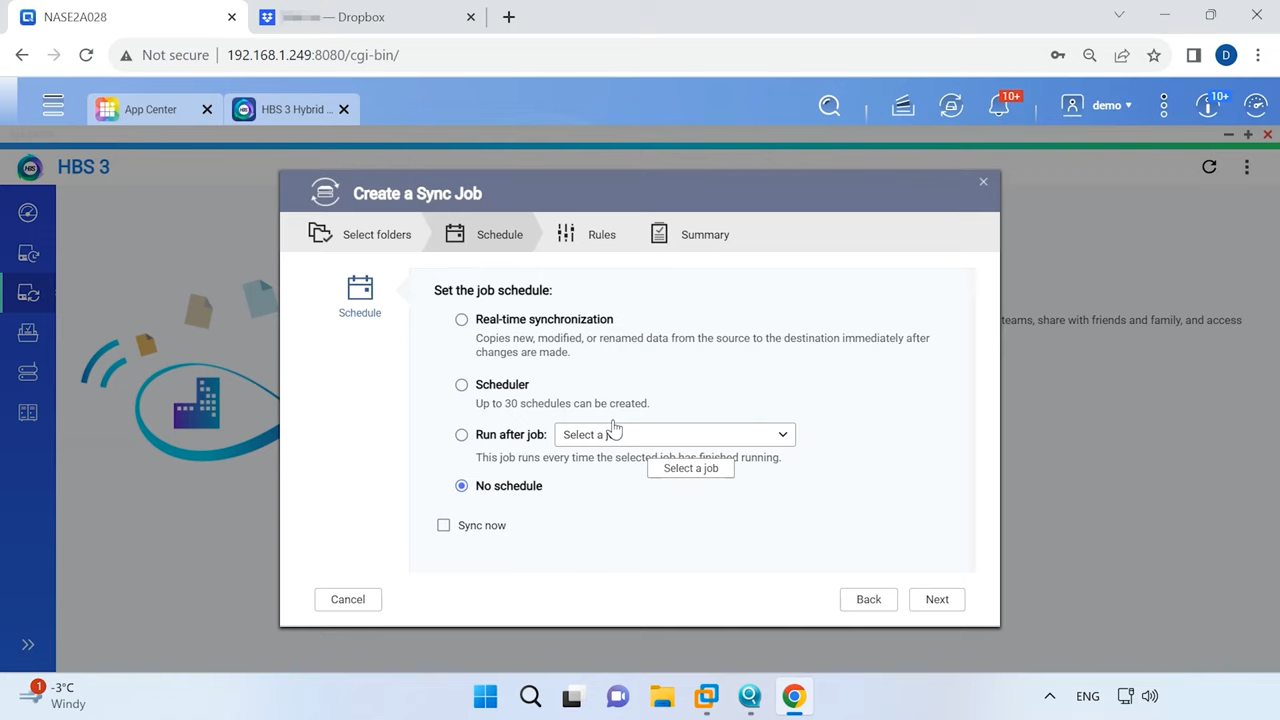 NASE2A028
— Dropbox
Not secure
192.168.1.249:8080/cgi-bin/
D
App Center
HBS 3 Hybrid ...
10+
demo
10+
HBS 3
Create a Sync Job
Select folders
Schedule
Rules
Summary
Schedule
Set the job schedule:
Real-time synchronization
Copies new, modified, or renamed data from the source to the destination immediately after
changes are made.
teams, share with friends and family, and access
Scheduler
Up to 30 schedules can be created.
Run after job:
Select a job
This job runs every time the selected job has finished running.
Select a job
No schedule
Sync now
Cancel
Back
Next
1
-3°C
Windy
ENG